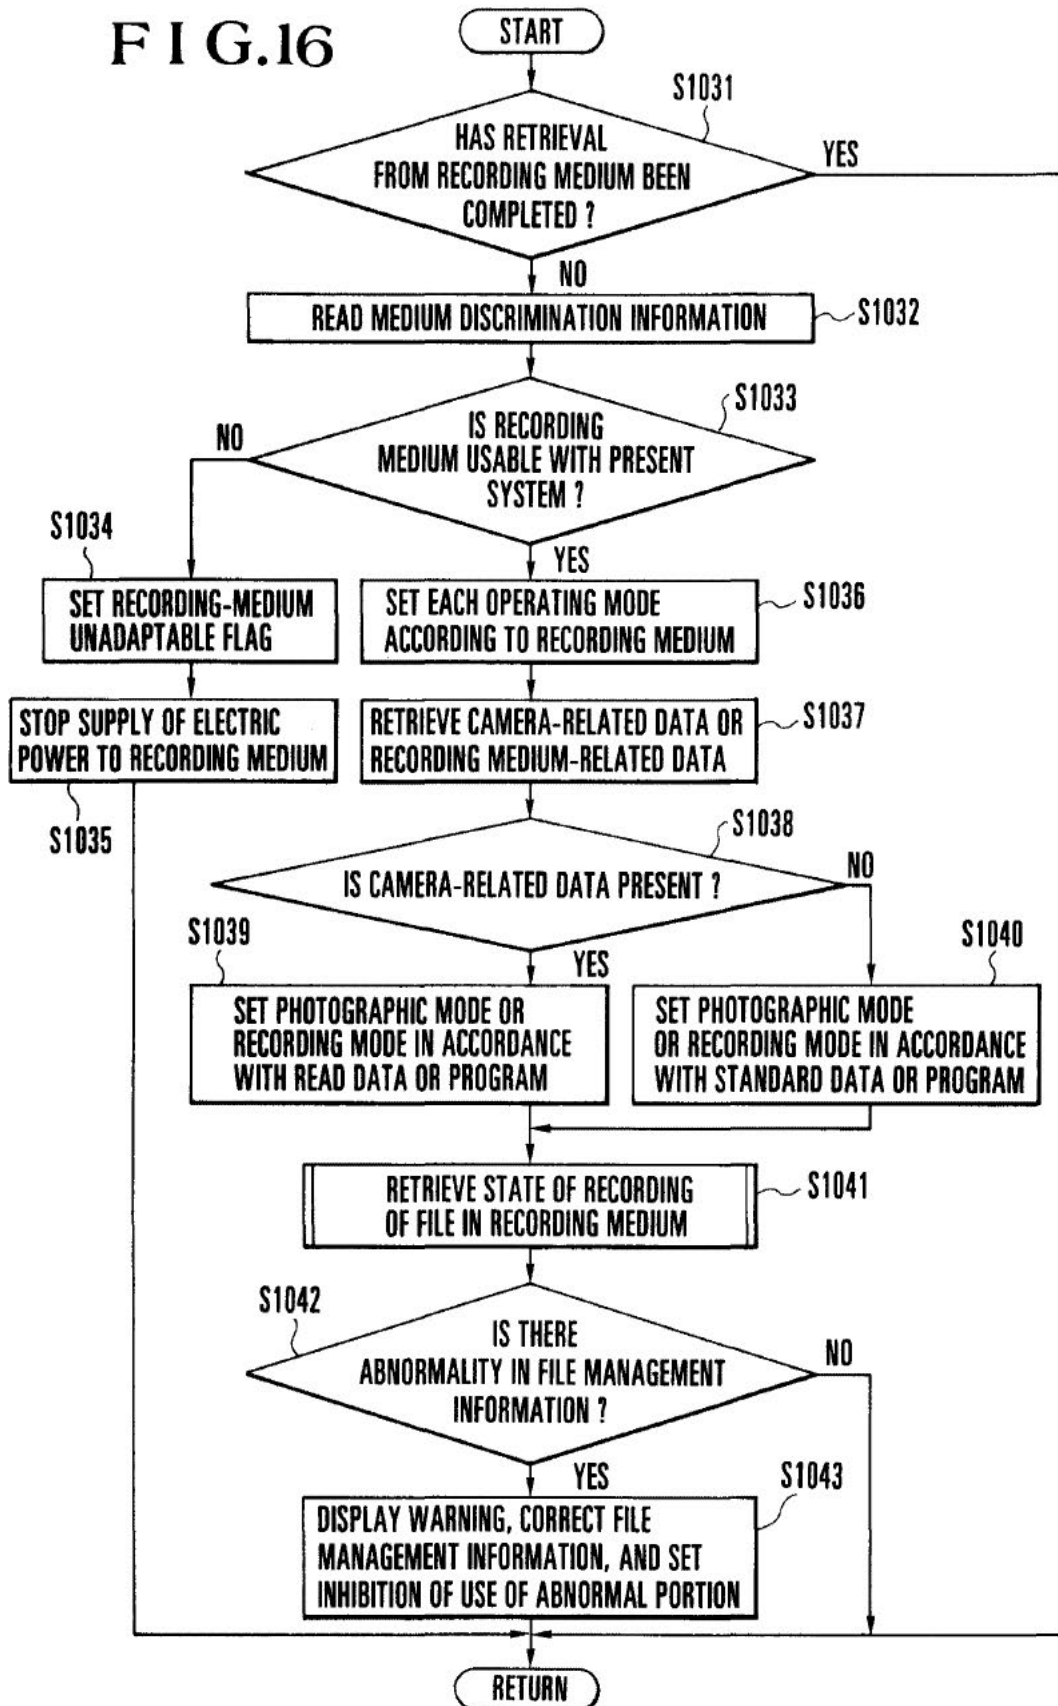 FIG.16
START
S1031
HAS RETRIEVAL
FROM RECORDING MEDIUM BEEN
COMPLETED ?
YES
NO
READ MEDIUM DISCRIMINATION INFORMATION
S1032
S1033
IS RECORDING
MEDIUM USABLE WITH PRESENT
SYSTEM ?
NO
YES
S1034
SET RECORDING-MEDIUM
UNADAPTABLE FLAG
SET EACH OPERATING MODE
ACCORDING TO RECORDING MEDIUM
S1036
STOP SUPPLY OF ELECTRIC
POWER TO RECORDING MEDIUM
S1035
RETRIEVE CAMERA-RELATED DATA OR
RECORDING MEDIUM-RELATED DATA
S1037
S1038
IS CAMERA-RELATED DATA PRESENT ?
NO
YES
S1039
SET PHOTOGRAPHIC MODE OR
RECORDING MODE IN ACCORDANCE
WITH READ DATA OR PROGRAM
S1040
SET PHOTOGRAPHIC MODE
OR RECORDING MODE IN ACCORDANCE
WITH STANDARD DATA OR PROGRAM
RETRIEVE STATE OF RECORDING
OF FILE IN RECORDING MEDIUM
S1041
S1042
IS THERE
ABNORMALITY IN FILE MANAGEMENT
INFORMATION ?
NO
YES
S1043
DISPLAY WARNING, CORRECT FILE
MANAGEMENT INFORMATION, AND SET
INHIBITION OF USE OF ABNORMAL PORTION
RETURN